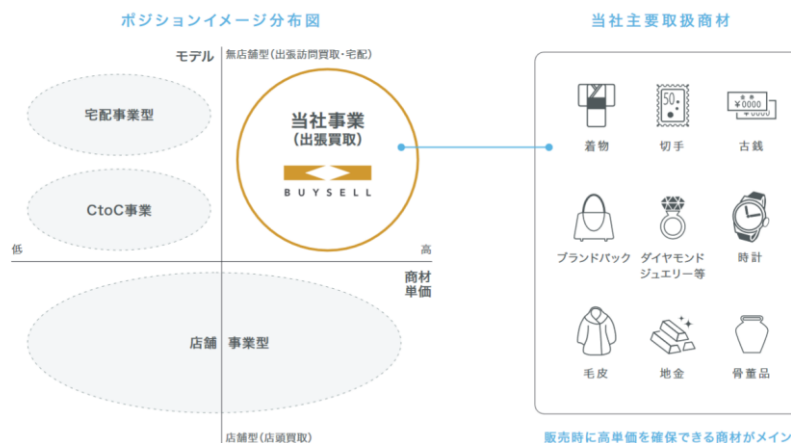 ポジションイメージ分布図
当社主要取扱商材
モデル
無店舗型(出張訪問買取・宅配)
宅配事業型
当社事業
(出張買取)
BUYSELL
CtoC事業
低
高
商材
単価
店舗 事業型
店舗型(店頭買取)
50
¥0000
¥0000
着物
切手
古銭
ブランドバック
ダイヤモンド
ジュエリー等
時計
毛皮
地金
骨董品
販売時に高単価を確保できる商材がメイン